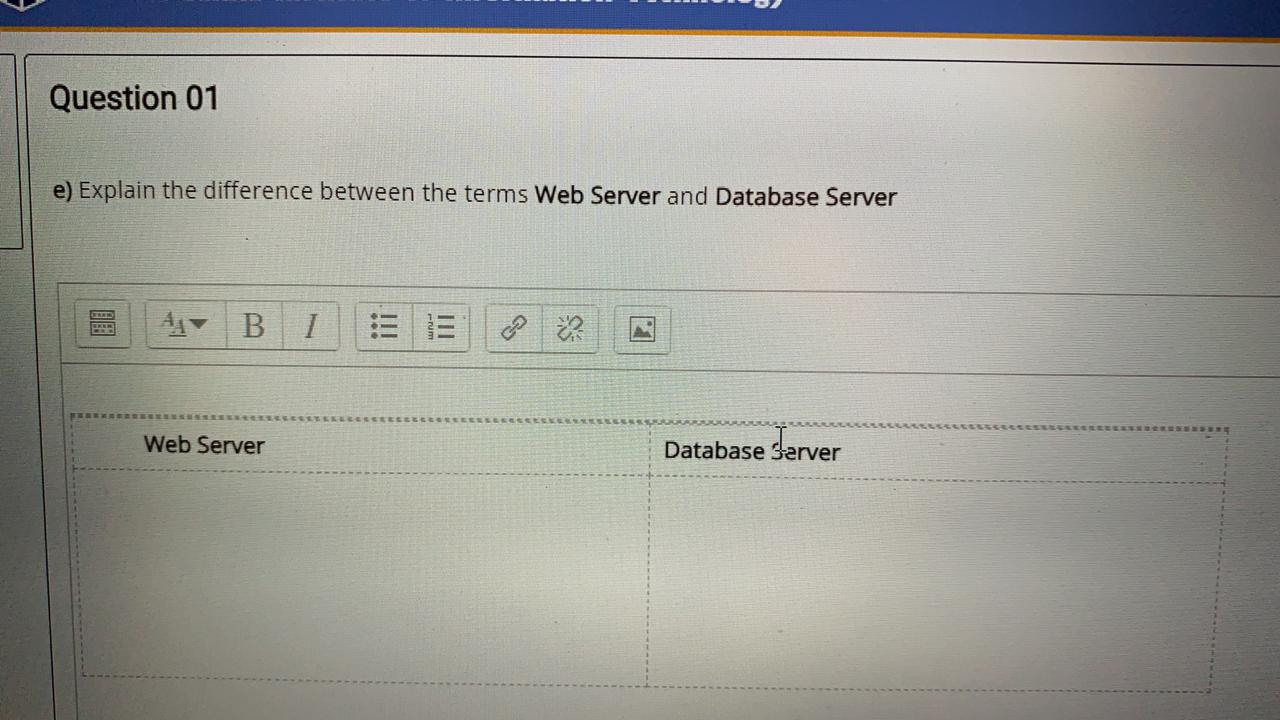 Question 01
e) Explain the difference between the terms Web Server and Database Server
Web Server
Database Server